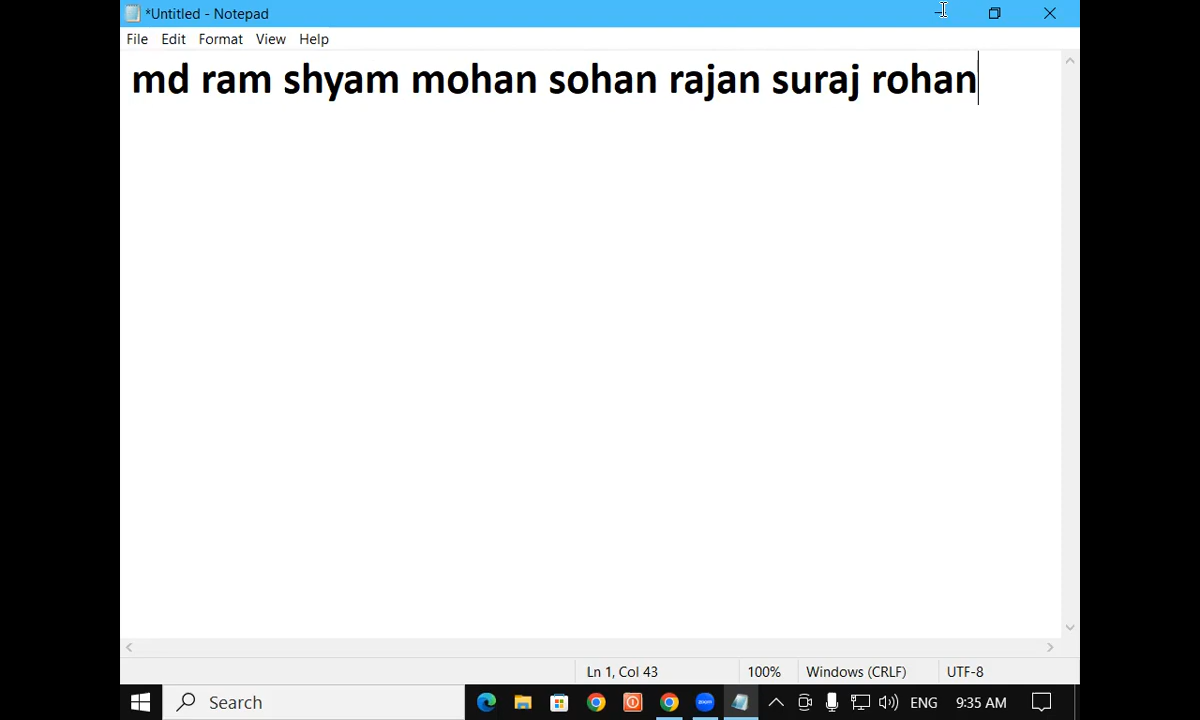 *Untitled - Notepad
File Edit Format View Help
md ram shyam mohan sohan rajan suraj rohan
Ln 1, Col 43 100% Windows (CRLF) UTF-8
Search zoom ENG 9:35 AM